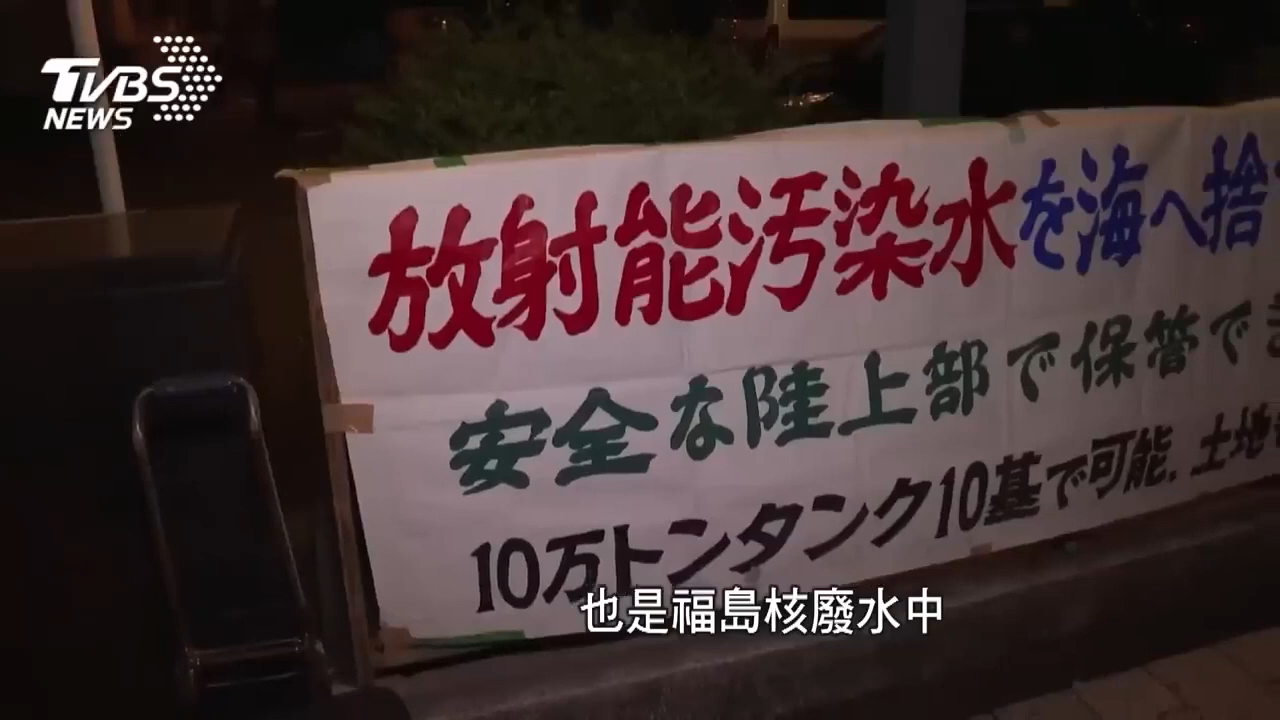 TVBS
NEWS
放射能汚染水を海へ捨
安全な陸上部で保管で
10万トンタンク10基で可能.土地
也是福島核廢水中